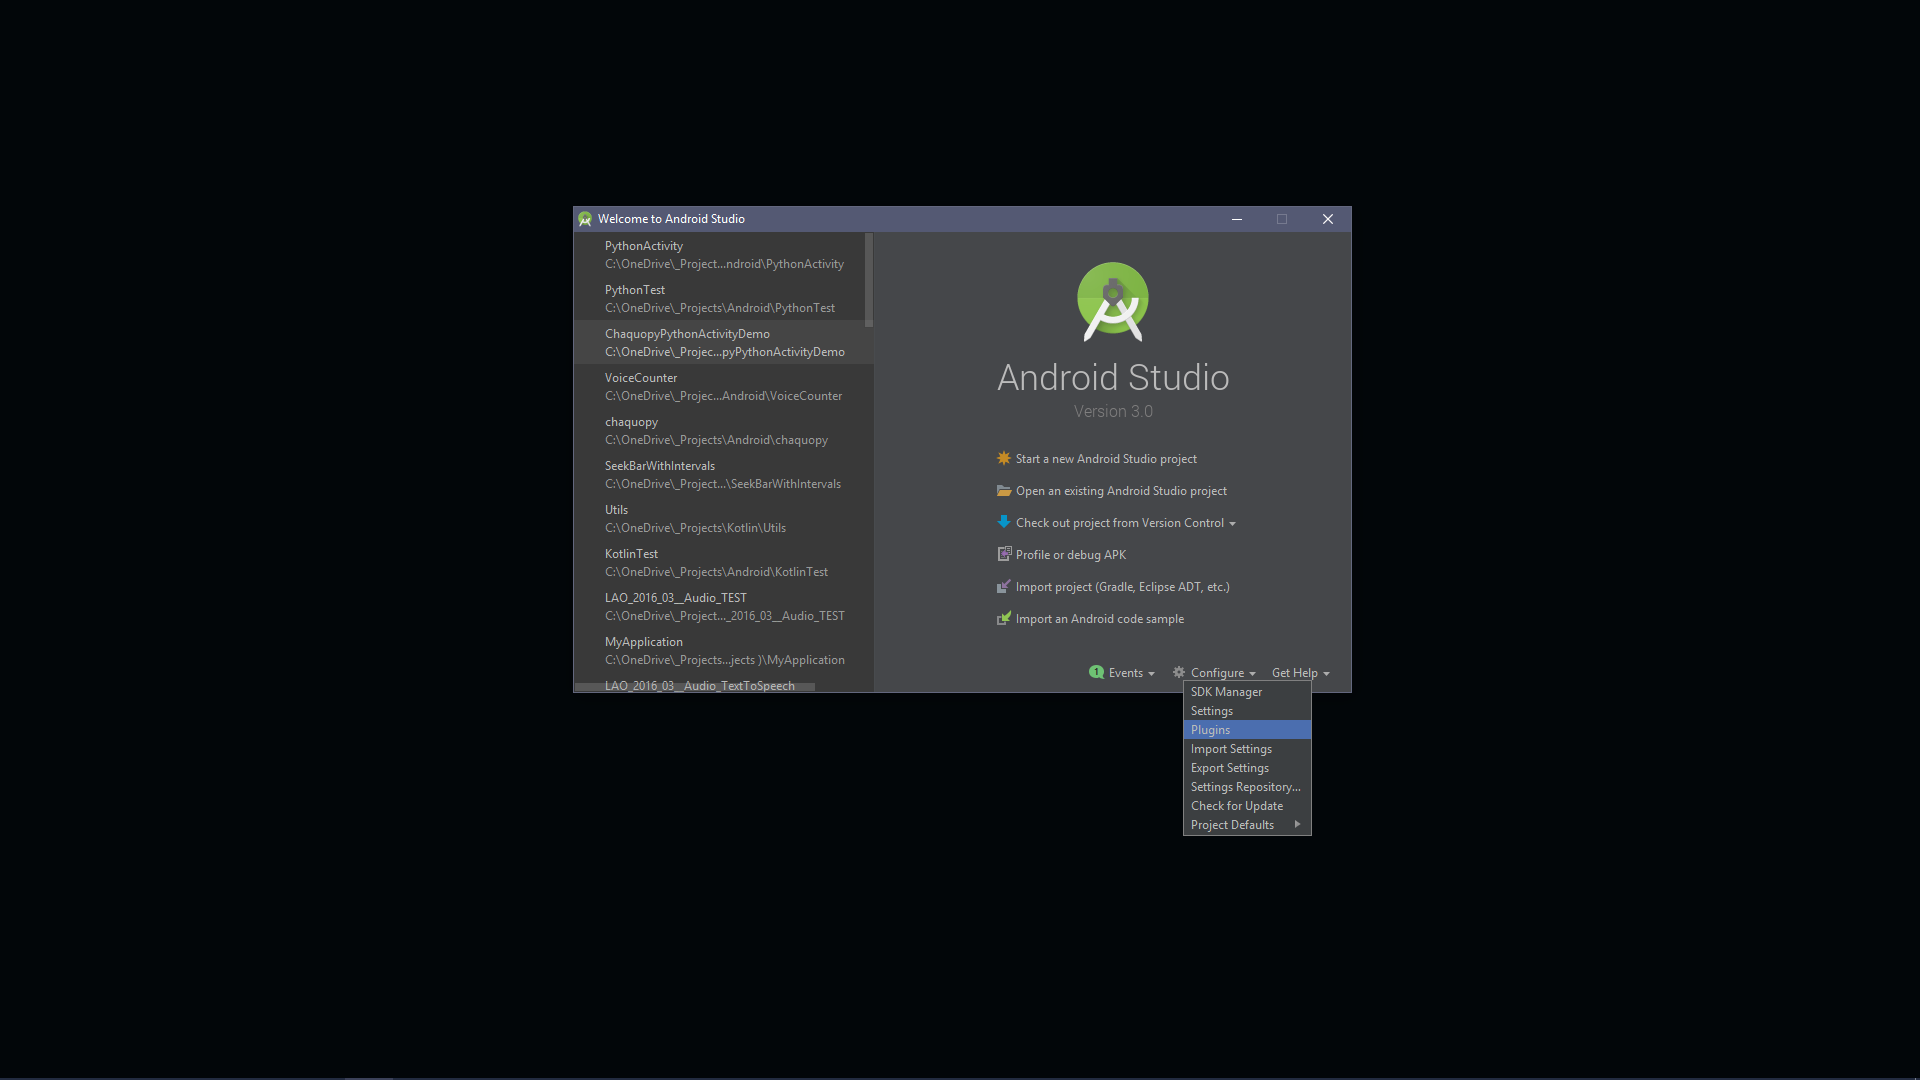 Welcome to Android Studio
PythonActivity
C:\OneDrive\_Project...ndroid\PythonActivity
PythonTest
C:\OneDrive\_Projects\Android\PythonTest
ChaquopyPythonActivityDemo
C:\OneDrive\_Projec...pyPythonActivityDemo
VoiceCounter
C:\OneDrive\_Projec...Android\VoiceCounter
chaquopy
C:\OneDrive\_Projects\Android\chaquopy
SeekBarWithIntervals
C:\OneDrive\_Project...\SeekBarWithIntervals
Utils
C:\OneDrive\_Projects\Kotlin\Utils
KotlinTest
C:\OneDrive\_Projects\Android\KotlinTest
LAO_2016_03__Audio_TEST
C:\OneDrive\_Project..._2016_03__Audio_TEST
MyApplication
C:\OneDrive\_Projects...jects )\MyApplication
LAO_2016_03__Audio_TextToSpeech
Android Studio
Version 3.0
Start a new Android Studio project
Open an existing Android Studio project
Check out project from Version Control
Profile or debug APK
Import project (Gradle, Eclipse ADT, etc.)
Import an Android code sample
1 Events Configure Get Help
SDK Manager
Settings
Plugins
Import Settings
Export Settings
Settings Repository...
Check for Update
Project Defaults